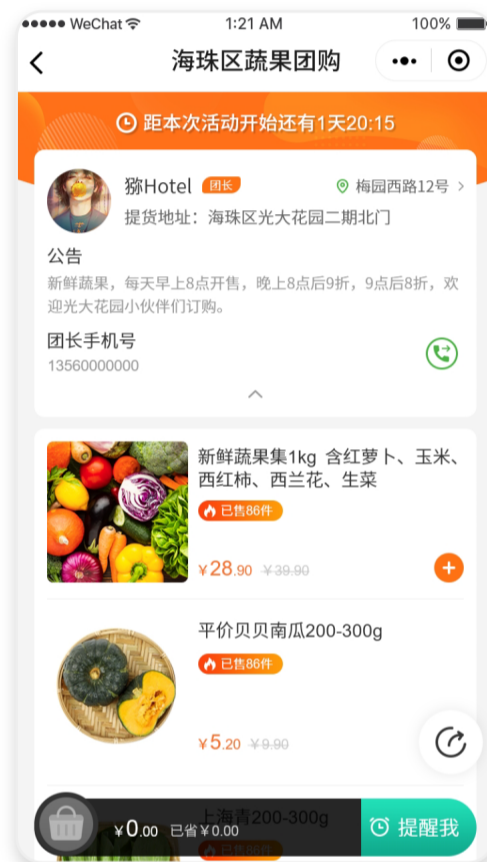 WeChat 1:21 AM 100%
海珠区蔬果团购
距本次活动开始还有1天20:15
猕Hotel 团长 梅园西路12号
提货地址：海珠区光大花园二期北门
公告
新鲜蔬果，每天早上8点开售，晚上8点后9折，9点后8折，欢
迎光大花园小伙伴们订购。
团长手机号
13560000000
新鲜蔬果集1kg 含红萝卜、玉米、
西红柿、西兰花、生菜
已售86件
¥28.90 ¥39.90
平价贝贝南瓜200-300g
已售86件
¥5.20 ¥9.90
上海青200-300g
¥0.00 已省¥0.00 提醒我
已售86件